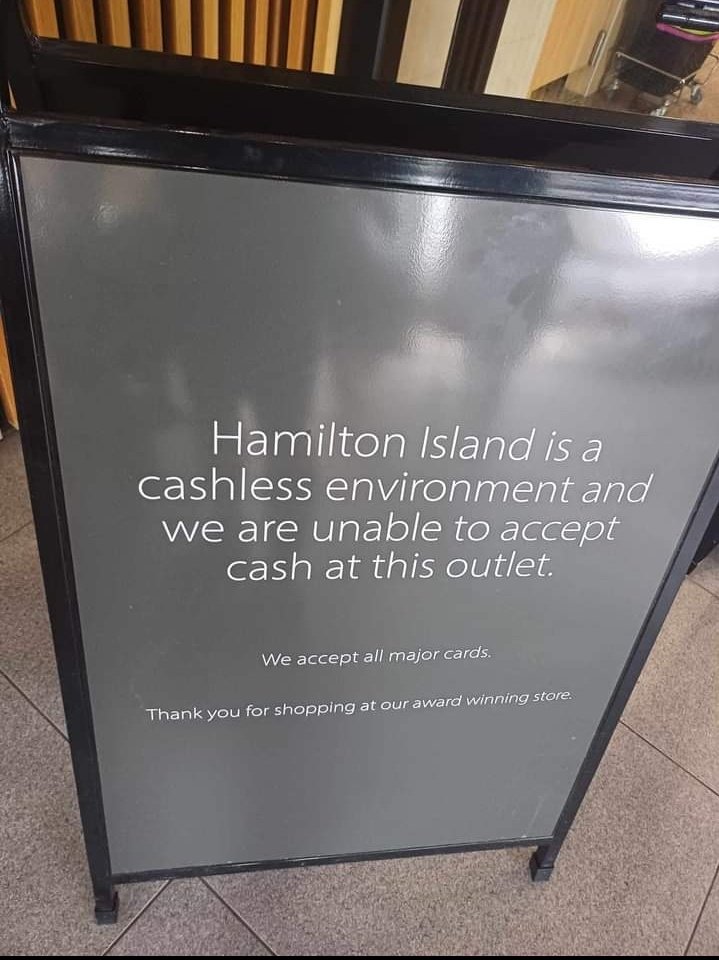 Hamilton Island is a
cashless environment and
we are unable to accept
cash at this outlet.
We accept all major cards.
Thank you for shopping at our award winning store.